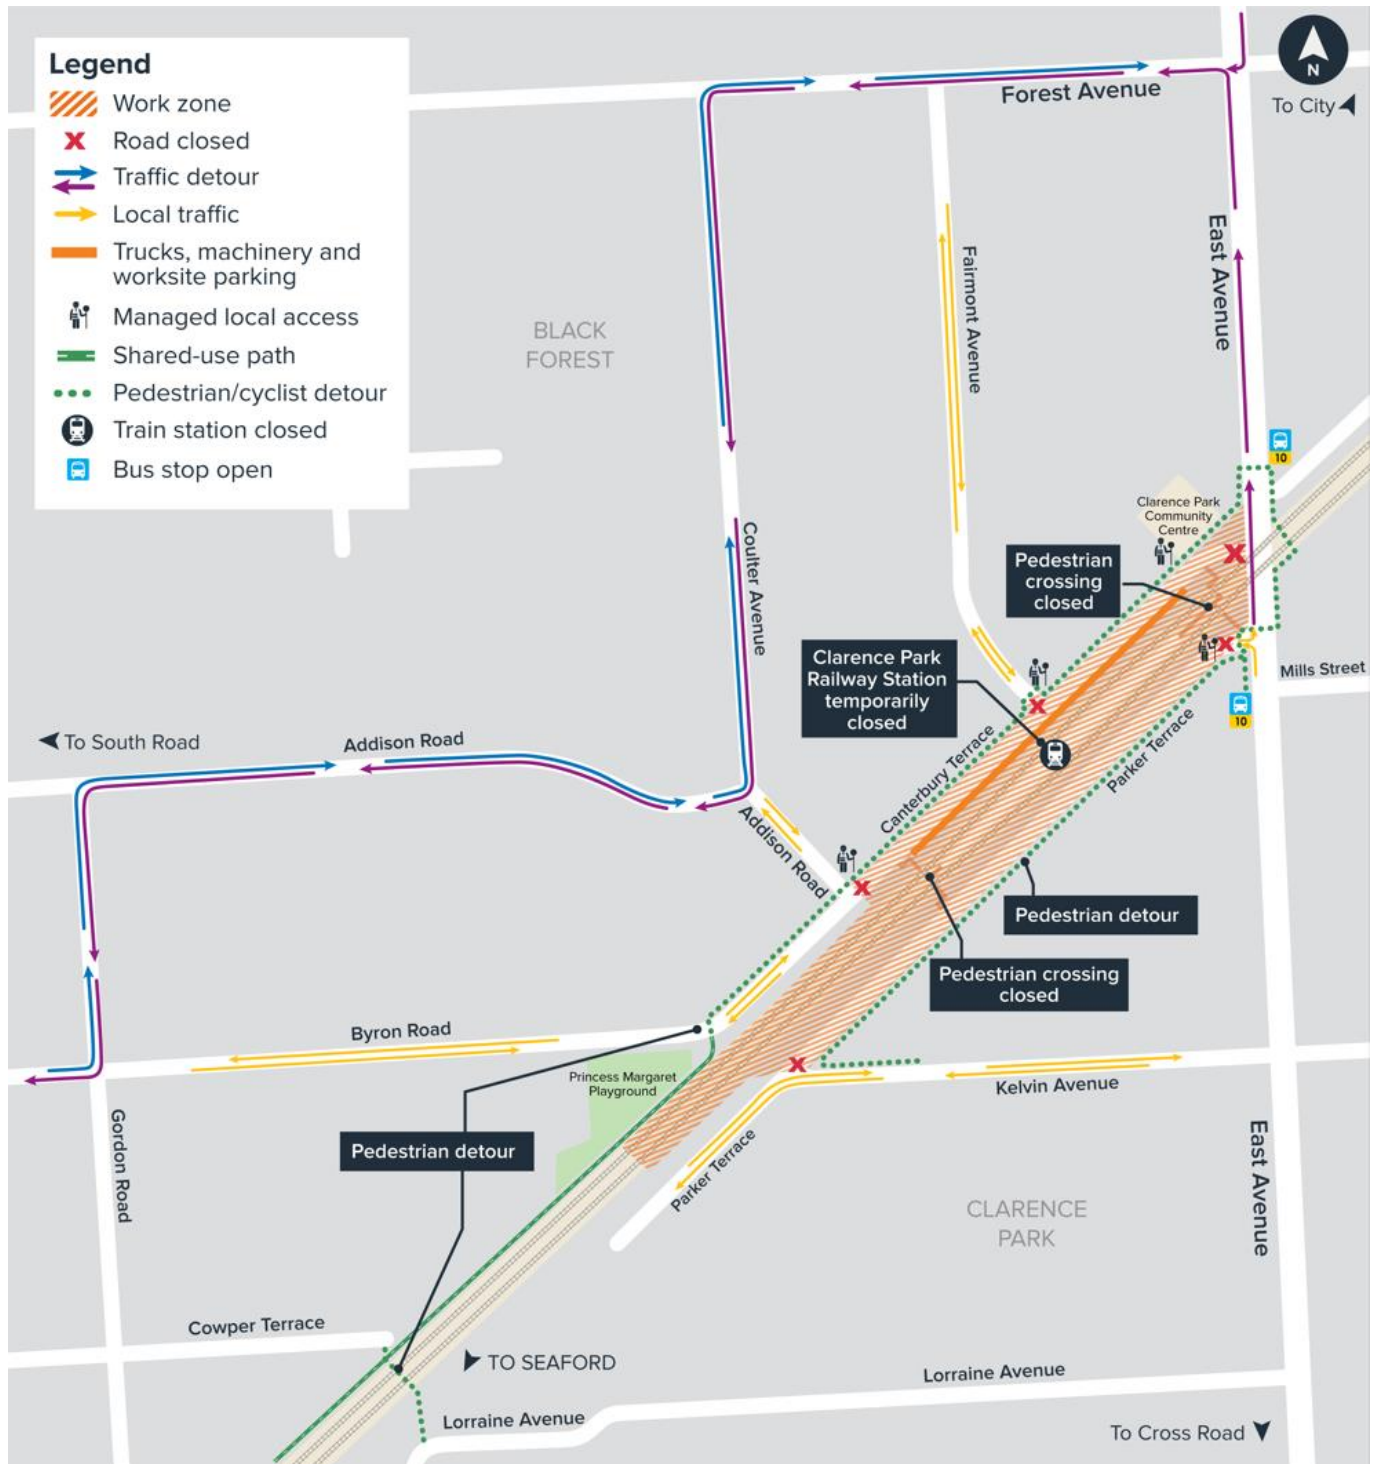 Legend
Work zone
Road closed
Traffic detour
Local traffic
Trucks, machinery and
worksite parking
Managed local access
Shared-use path
Pedestrian/cyclist detour
Train station closed
Bus stop open
N
To City
Forest Avenue
East Avenue
Fairmont Avenue
BLACK
FOREST
10
Clarence Park
Community
Centre
Pedestrian
crossing
closed
Coulter Avenue
Clarence Park
Railway Station
temporarily
closed
Mills Street
10
To South Road
Addison Road
Canterbury Terrace
Parker Terrace
Addison Road
Pedestrian detour
Pedestrian crossing
closed
Byron Road
Princess Margaret
Playground
Kelvin Avenue
Gordon Road
Pedestrian detour
Parker Terrace
East Avenue
CLARENCE
PARK
Cowper Terrace
TO SEAFORD
Lorraine Avenue
Lorraine Avenue
To Cross Road